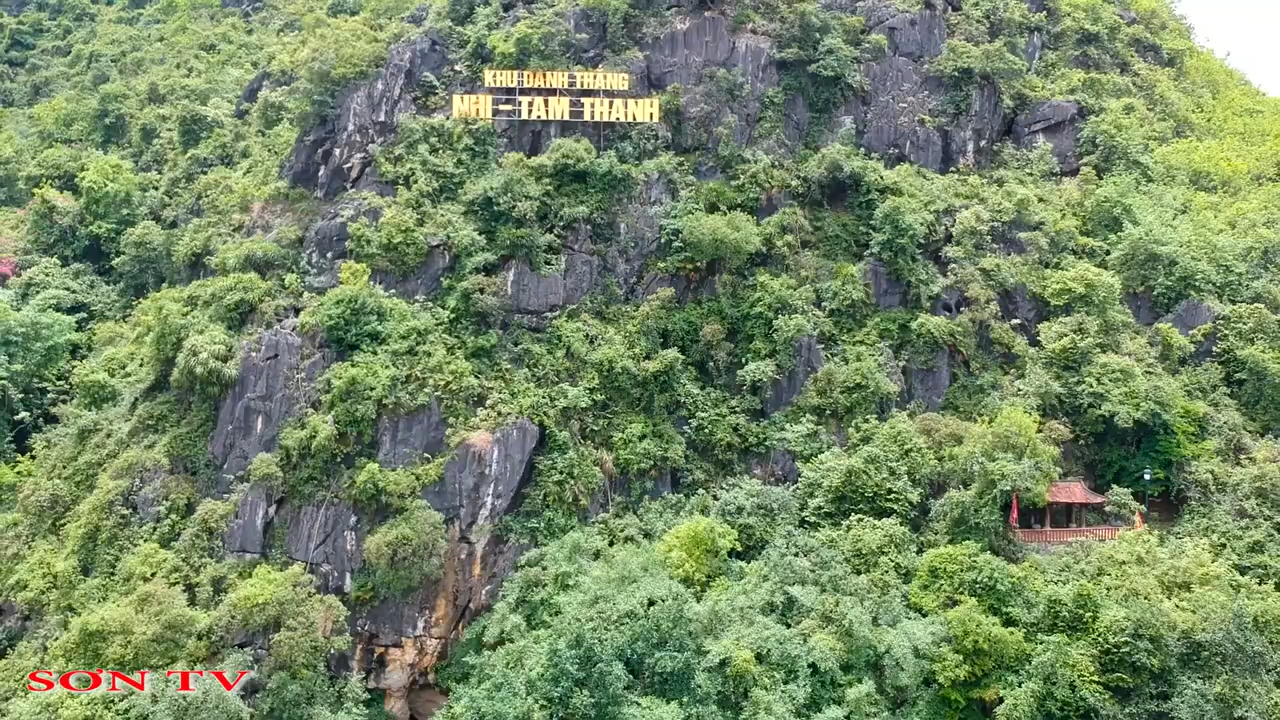 KHU DANH THẮNG
NHỊ - TAM THANH
SƠN TV